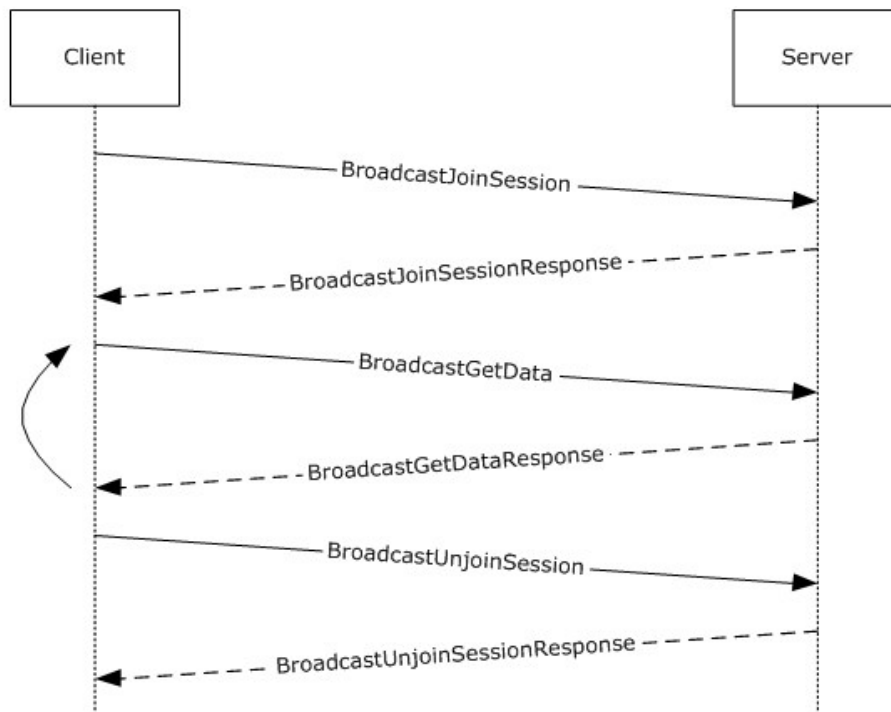 Client
Server
BroadcastJoinSession
BroadcastJoinSessionResponse
BroadcastGetData
BroadcastGetDataResponse
BroadcastUnjoinSession
BroadcastUnjoinSessionResponse